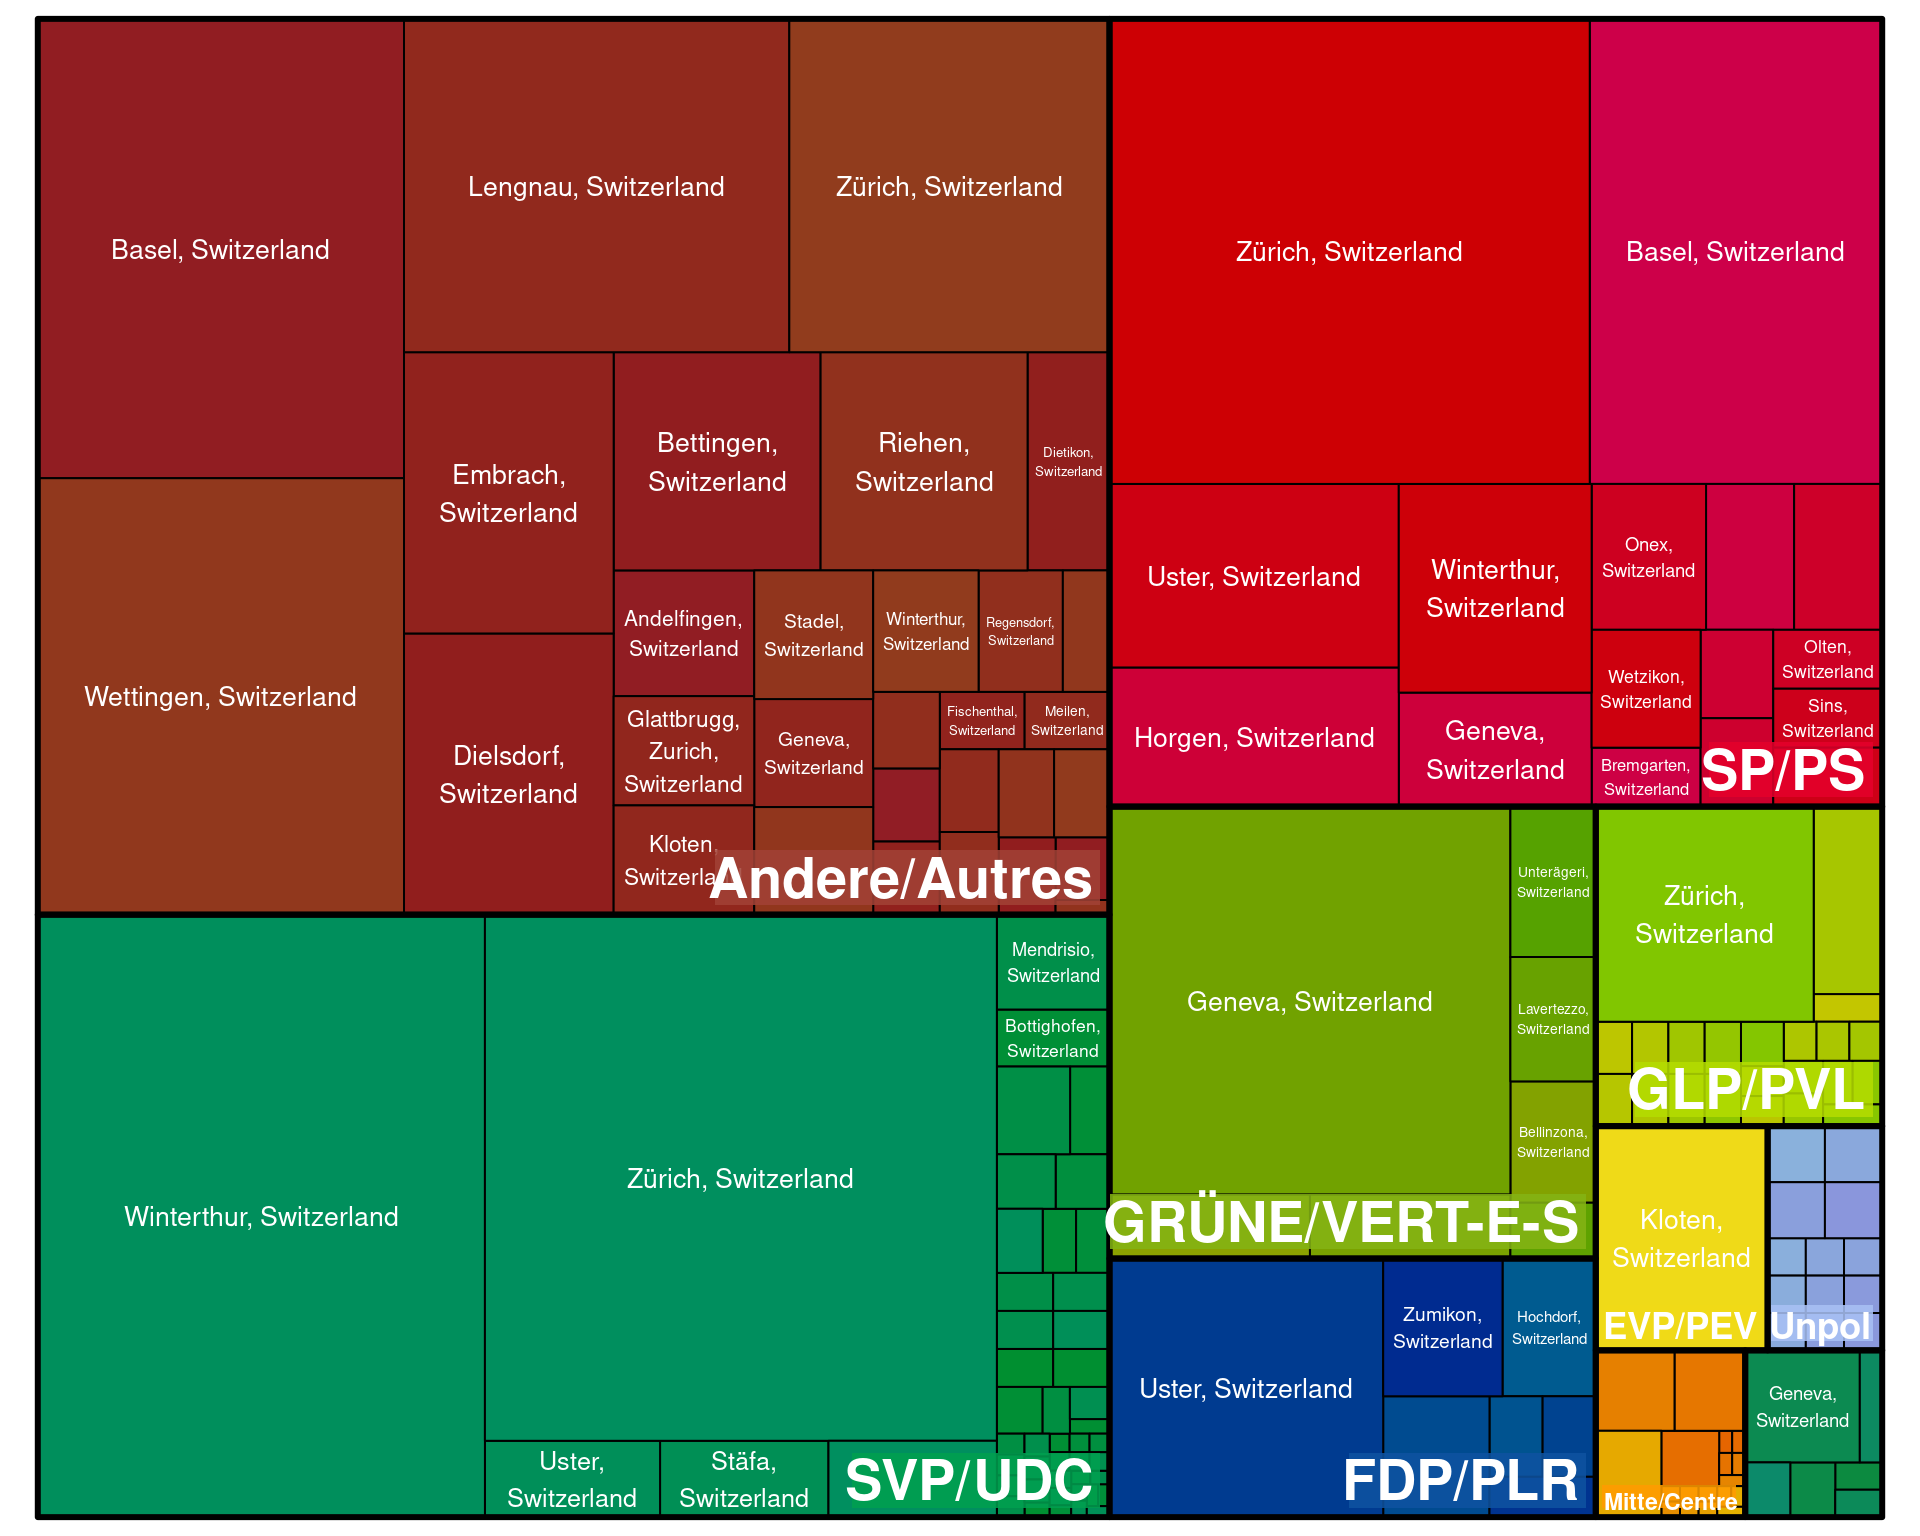 Basel, Switzerland
Lengnau, Switzerland
Zürich, Switzerland
Wettingen, Switzerland
Embrach,
Switzerland
Bettingen,
Switzerland
Riehen,
Switzerland
Dietikon,
Switzerland
Dielsdorf,
Switzerland
Andelfingen,
Switzerland
Stadel,
Switzerland
Winterthur,
Switzerland
Regensdorf,
Switzerland
Glattbrugg,
Zurich,
Switzerland
Geneva,
Switzerland
Fischenthal,
Switzerland
Meilen,
Switzerland
Kloten,
Switzerla
Andere/Autres
Zürich, Switzerland
Basel, Switzerland
Uster, Switzerland
Winterthur,
Switzerland
Horgen, Switzerland
Geneva,
Switzerland
Onex,
Switzerland
Wetzikon,
Switzerland
Olten,
Switzerland
Sins,
Switzerland
Bremgarten,
Switzerland
SP/PS
Winterthur, Switzerland
Zürich, Switzerland
Mendrisio,
Switzerland
Bottighofen,
Switzerland
Uster,
Switzerland
Stäfa,
Switzerland
SVP/UDC
Geneva, Switzerland
Unterägeri,
Switzerland
Lavertezzo,
Switzerland
Bellinzona,
Switzerland
GRÜNE/VERT-E-S
Zürich,
Switzerland
GLP/PVL
Uster, Switzerland
Zumikon,
Switzerland
Hochdorf,
Switzerland
FDP/PLR
Kloten,
Switzerland
EVP/PEV
Unpol
Mitte/Centre
Geneva,
Switzerland